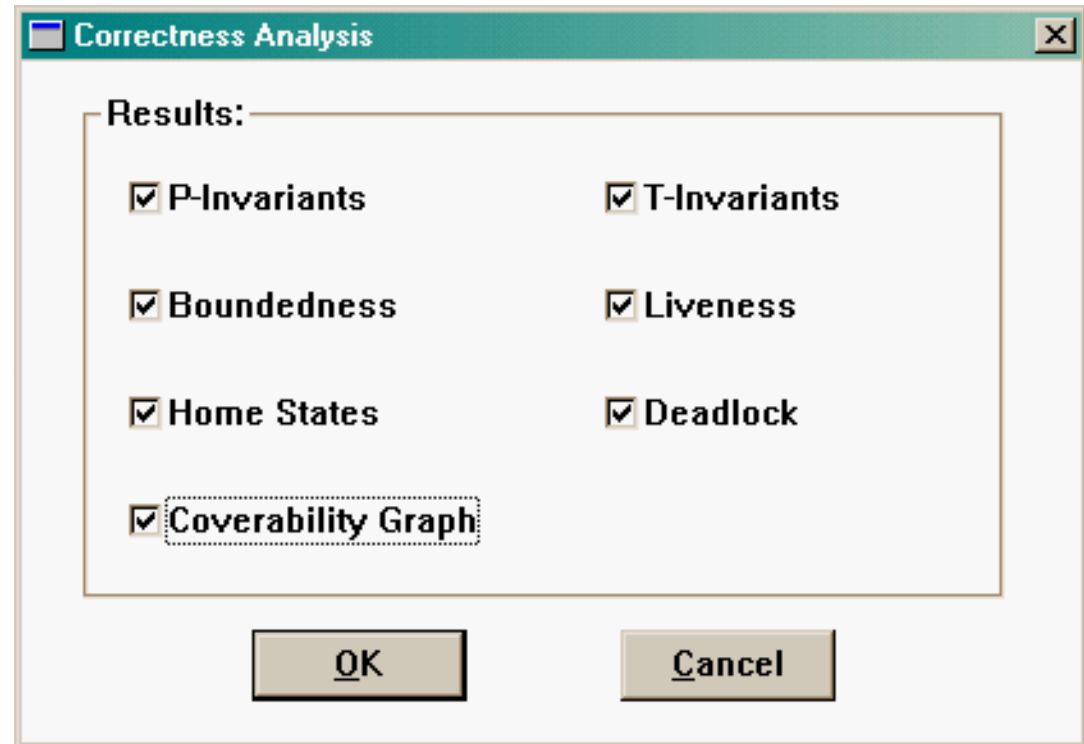 Correctness Analysis
Results:
P-Invariants T-Invariants
Boundedness Liveness
Home States Deadlock
Coverability Graph
OK Cancel